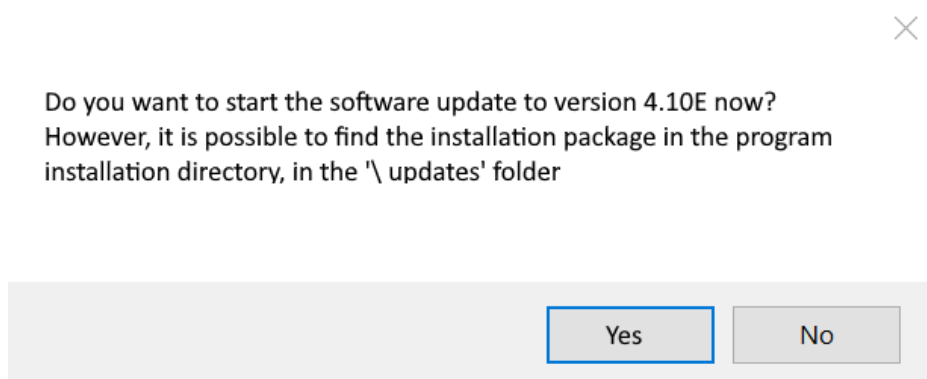 Do you want to start the software update to version 4.10E now?
However, it is possible to find the installation package in the program
installation directory, in the '\ updates' folder
Yes
No